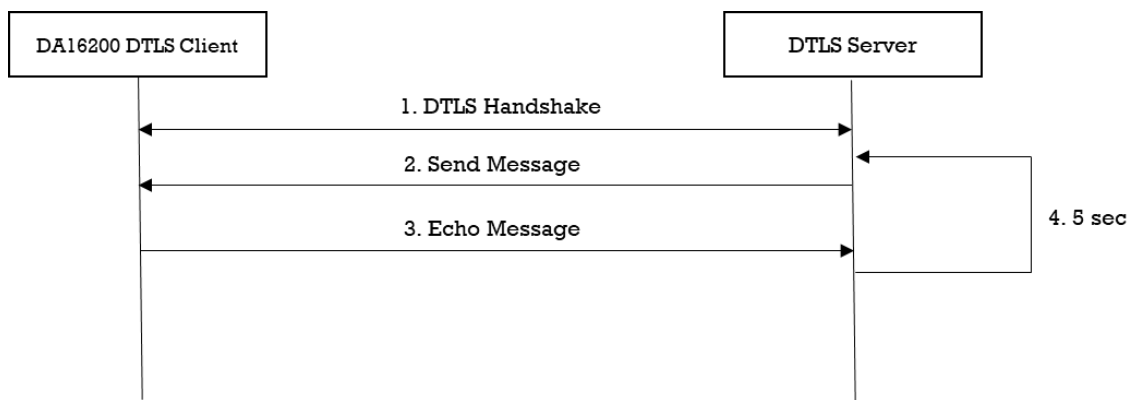 DA16200 DTLS Client
DTLS Server
1. DTLS Handshake
2. Send Message
3. Echo Message
4. 5 sec